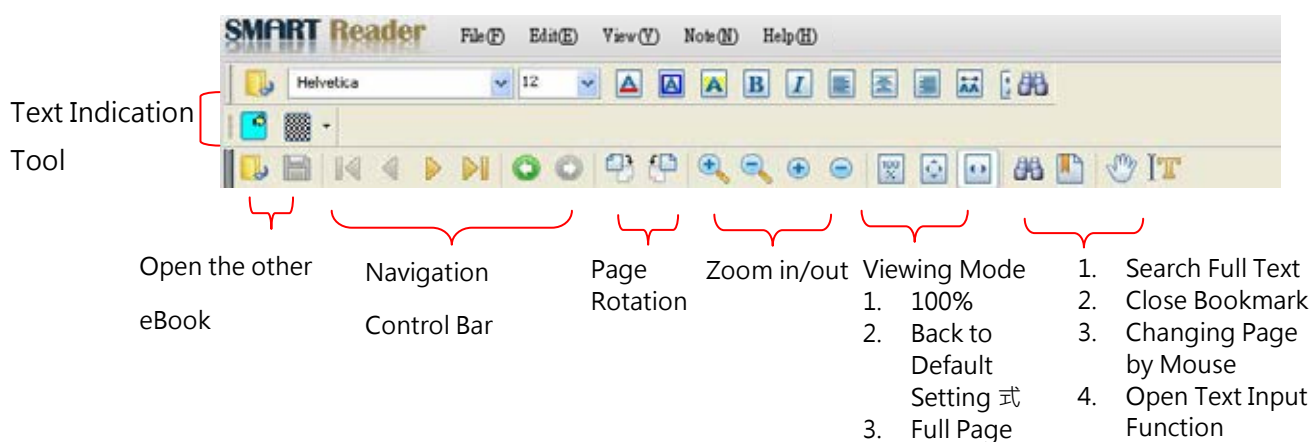 SMART Reader File(F) Edit(E) View(V) Note(N) Help(H)
Helvetica 12 A A A B I AA
Text Indication
Tool
100%
T
Open the other
eBook
Navigation
Control Bar
Page
Rotation
Zoom in/out
Viewing Mode
1. 100%
2. Back to
Default
Setting 式
3. Full Page
1. Search Full Text
2. Close Bookmark
3. Changing Page
by Mouse
4. Open Text Input
Function